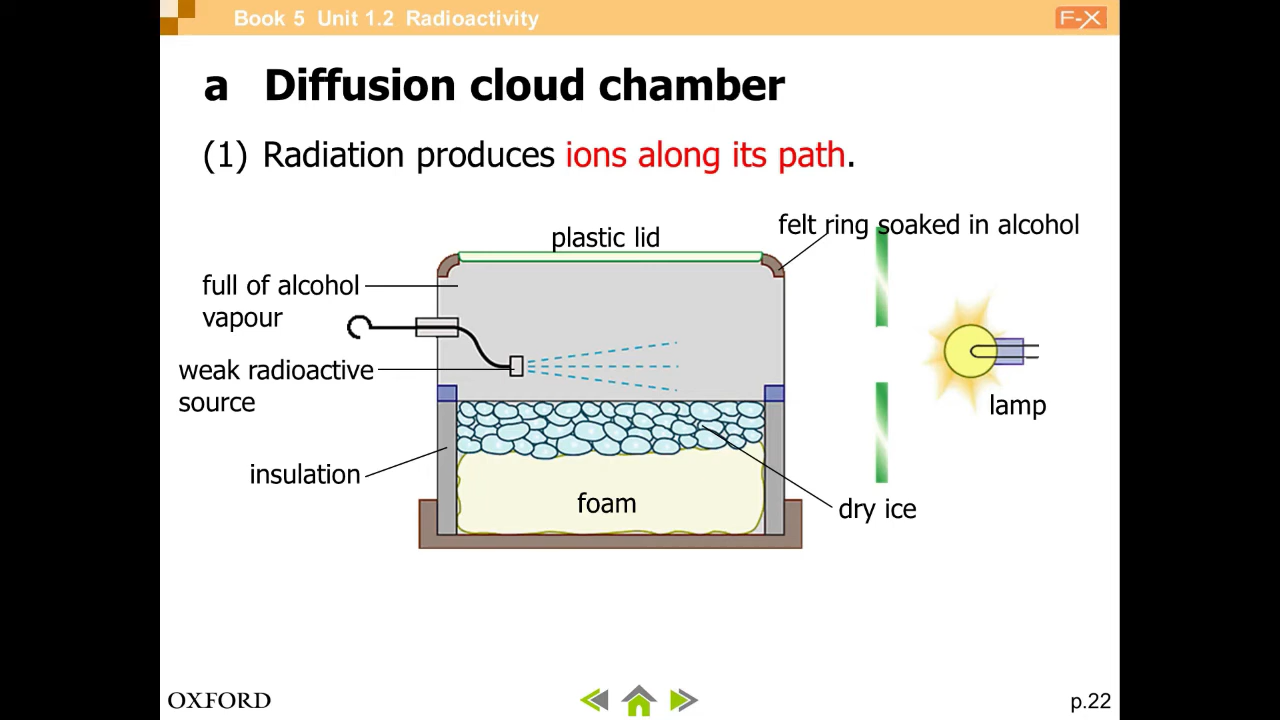 Book 5 Unit 1.2 Radioactivity
F-X
a Diffusion cloud chamber
(1) Radiation produces ions along its path.
felt ring soaked in alcohol
plastic lid
full of alcohol
vapour
weak radioactive
source
lamp
insulation
foam
dry ice
OXFORD
p.22